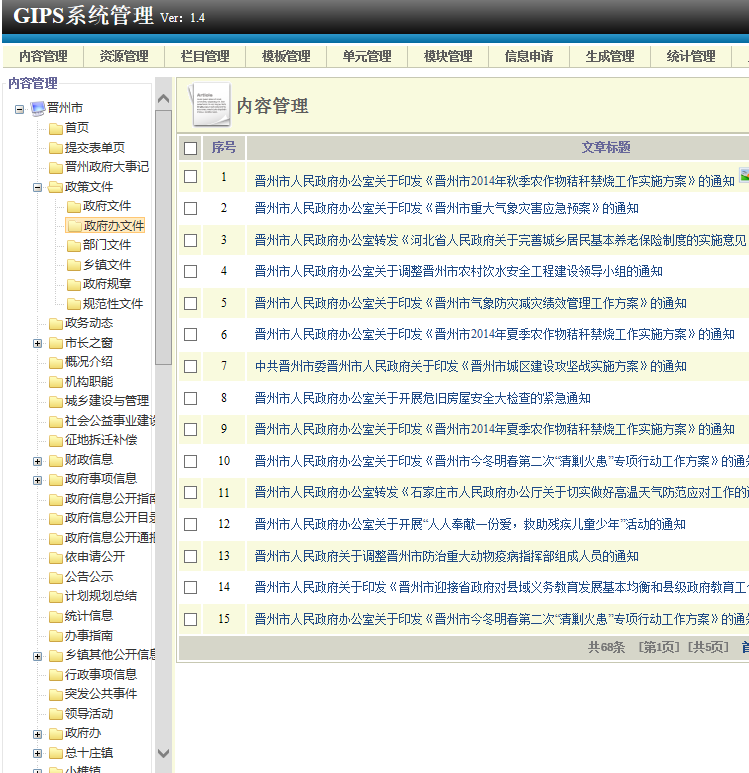 GIPS系统管理 Ver: 1.4
内容管理 资源管理 栏目管理 模板管理 单元管理 模块管理 信息申请 生成管理 统计管理
内容管理
晋州市
首页
提交表单页
晋州政府大事记
政策文件
政府文件
政府办文件
部门文件
乡镇文件
政府规章
规范性文件
政务动态
市长之窗
概况介绍
机构职能
城乡建设与管理
社会公益事业建设
征地拆迁补偿
财政信息
政府事项信息
政府信息公开指南
政府信息公开目录
政府信息公开通报
依申请公开
公告公示
计划规划总结
统计信息
办事指南
乡镇其他公开信息
行政事项信息
突发公共事件
领导活动
政府办
总十庄镇
小樵镇
Article
内容管理
序号 文章标题
1 晋州市人民政府办公室关于印发《晋州市2014年秋季农作物秸秆禁烧工作实施方案》的通知
2 晋州市人民政府办公室关于印发《晋州市重大气象灾害应急预案》的通知
3 晋州市人民政府办公室转发《河北省人民政府关于完善城乡居民基本养老保险制度的实施意见
4 晋州市人民政府办公室关于调整晋州市农村饮水安全工程建设领导小组的通知
5 晋州市人民政府办公室关于印发《晋州市气象防灾减灾绩效管理工作方案》的通知
6 晋州市人民政府办公室关于印发《晋州市2014年夏季农作物秸秆禁烧工作实施方案》的通知
7 中共晋州市委晋州市人民政府关于印发《晋州市城区建设攻坚战实施方案》的通知
8 晋州市人民政府办公室关于开展危旧房屋安全大检查的紧急通知
9 晋州市人民政府办公室关于印发《晋州市2014年夏季农作物秸秆禁烧工作实施方案》的通知
10 晋州市人民政府办公室关于印发《晋州市今冬明春第二次“清剿火患”专项行动工作方案》的通知
11 晋州市人民政府办公室转发《石家庄市人民政府办公厅关于切实做好高温天气防范应对工作的通
12 晋州市人民政府办公室关于开展“人人奉献一份爱，救助残疾儿童少年”活动的通知
13 晋州市人民政府关于调整晋州市防治重大动物疫病指挥部组成人员的通知
14 晋州市人民政府关于印发《晋州市迎接省政府对县域义务教育发展基本均衡和县级政府教育工
15 晋州市人民政府办公室关于印发《晋州市今冬明春第二次“清剿火患”专项行动工作方案》的通知
共68条 [第1页] [共5页] 首